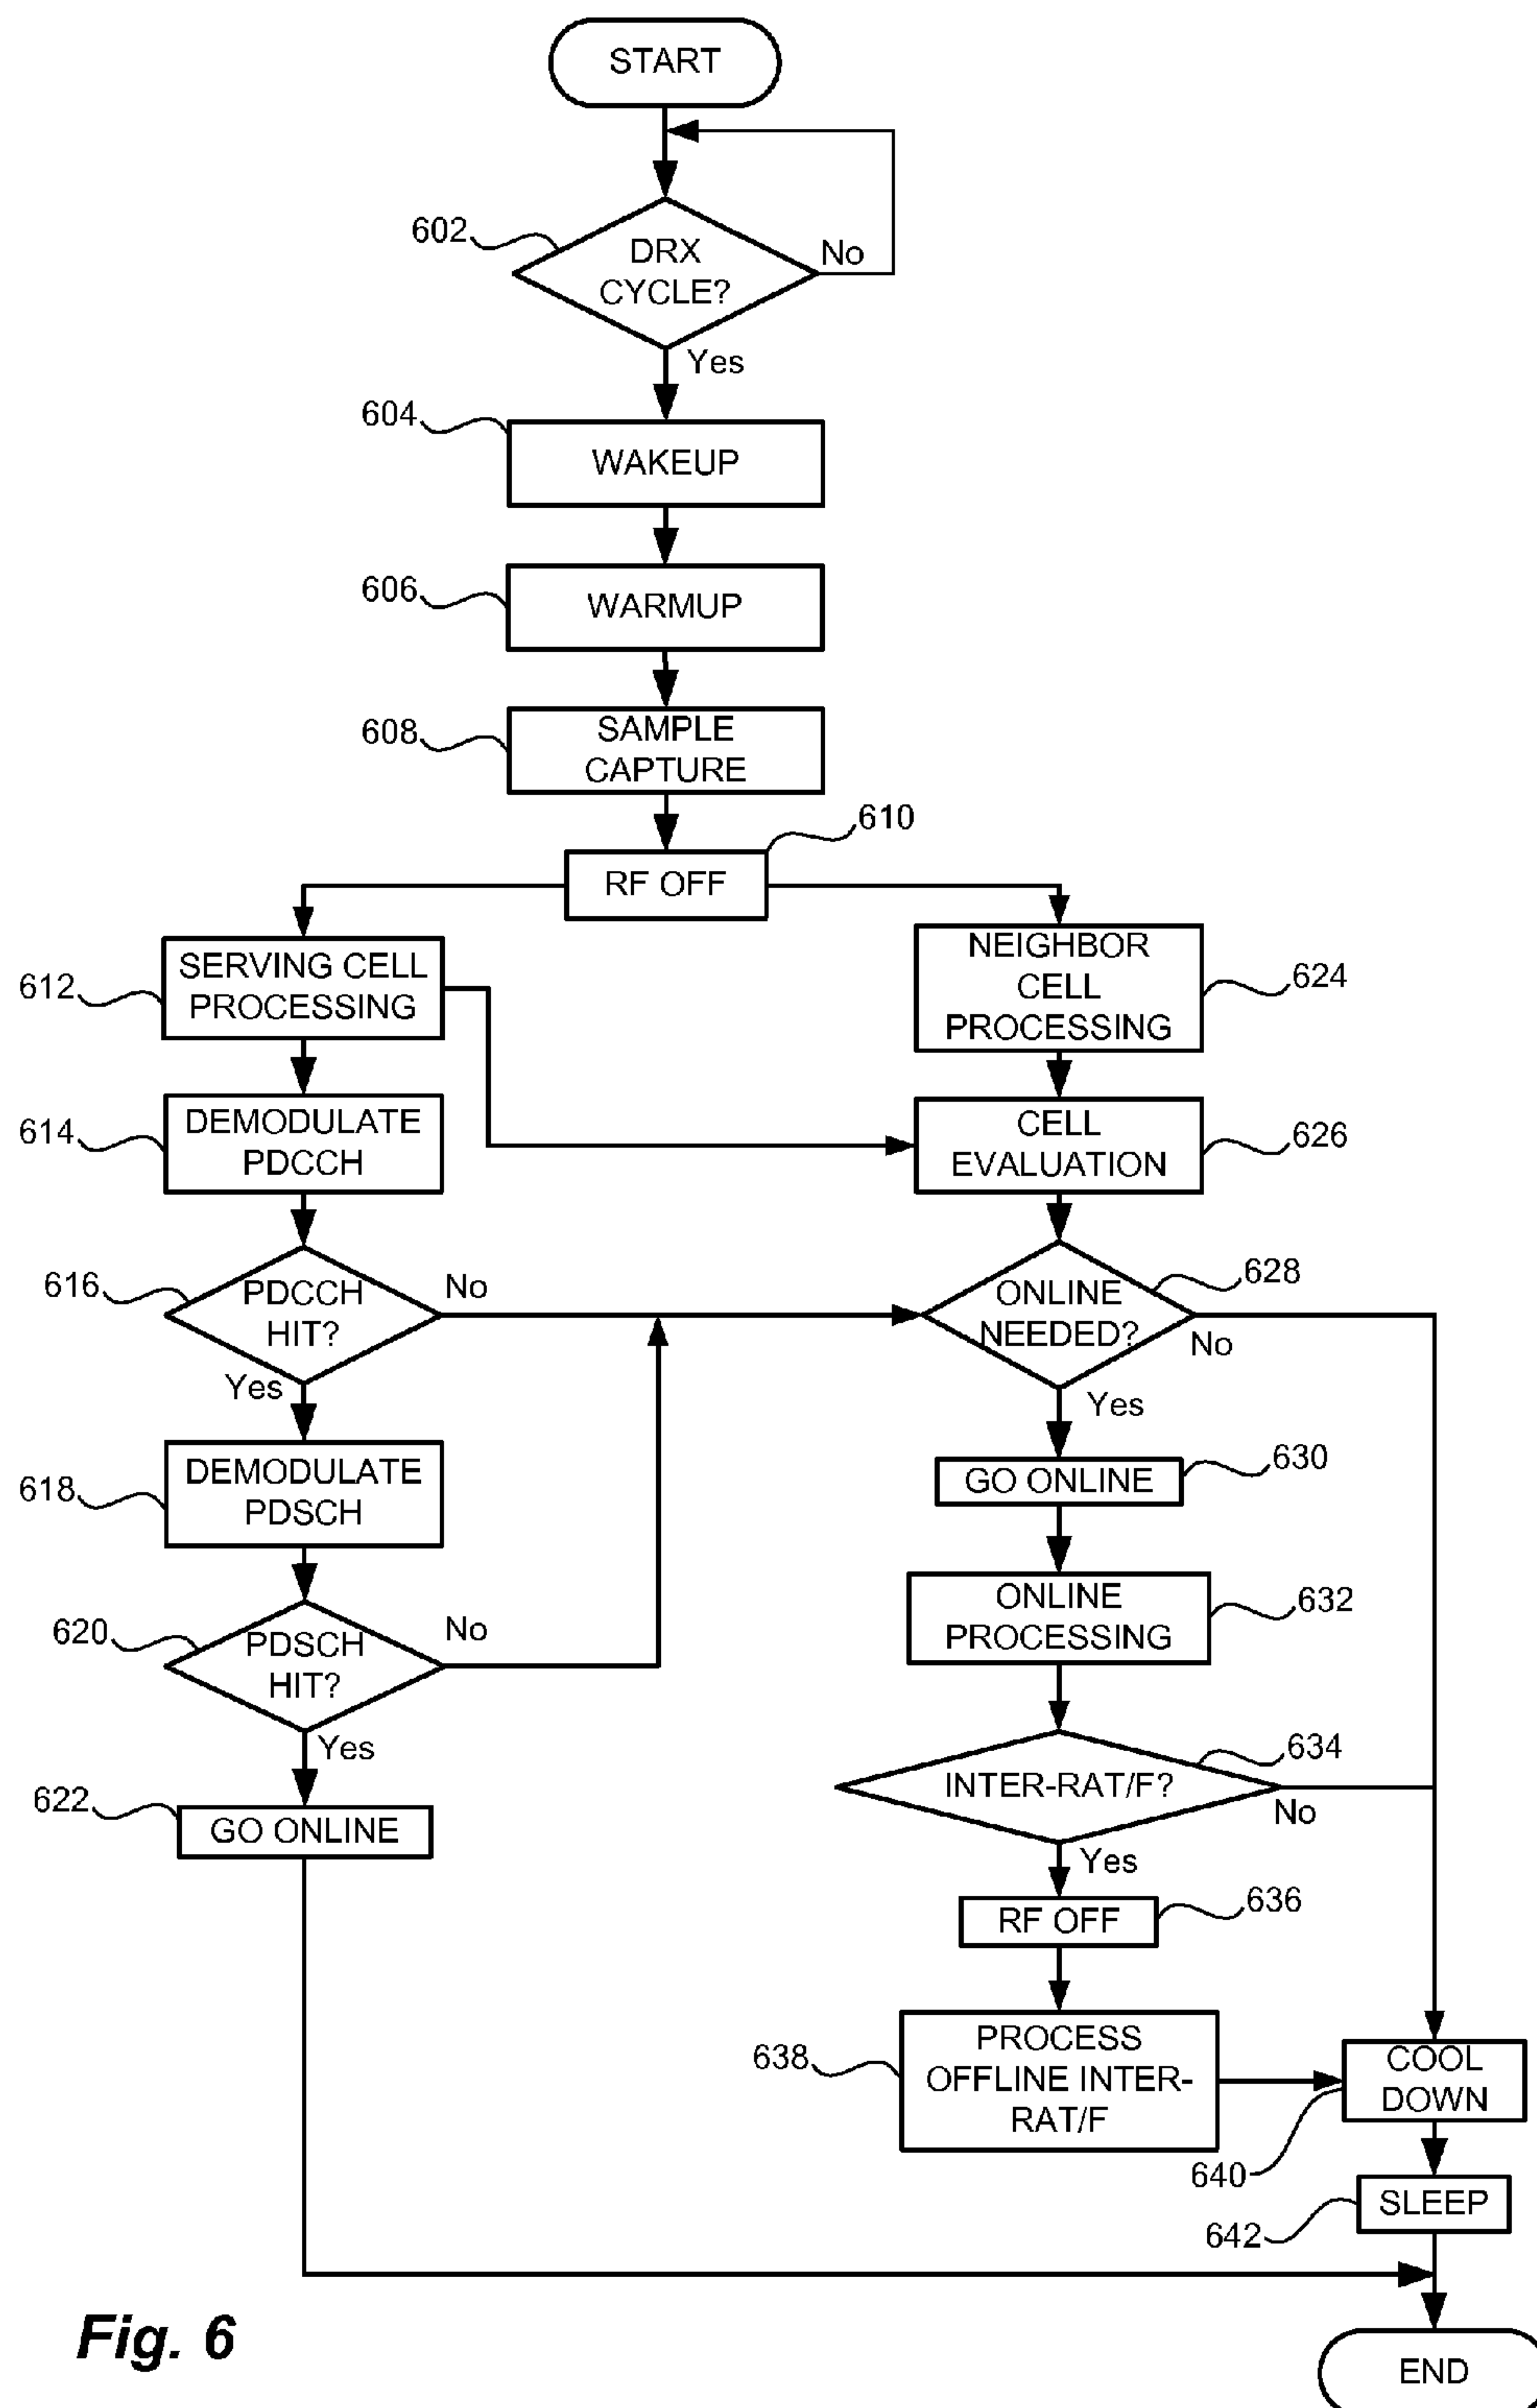 START
602
DRX
CYCLE?
No
Yes
604
WAKEUP
606
WARMUP
608
SAMPLE
CAPTURE
610
RF OFF
612
SERVING CELL
PROCESSING
NEIGHBOR
CELL
PROCESSING
624
614
DEMODULATE
PDCCH
CELL
EVALUATION
626
616
PDCCH
HIT?
No
Yes
ONLINE
NEEDED?
628
No
Yes
618
DEMODULATE
PDSCH
GO ONLINE
630
620
PDSCH
HIT?
No
Yes
ONLINE
PROCESSING
632
622
GO ONLINE
INTER-RAT/F?
634
No
Yes
RF OFF
636
638
PROCESS
OFFLINE INTER-
RAT/F
COOL
DOWN
640
SLEEP
642
END
Fig. 6